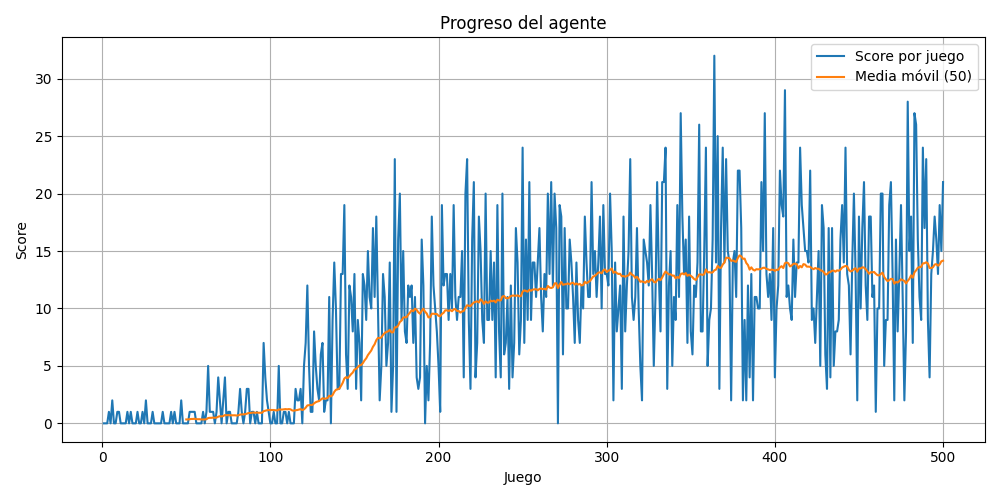 Progreso del agente
Score por juego
Media móvil (50)
Score
30
25
20
15
10
5
0
0
100
200
300
400
500
Juego